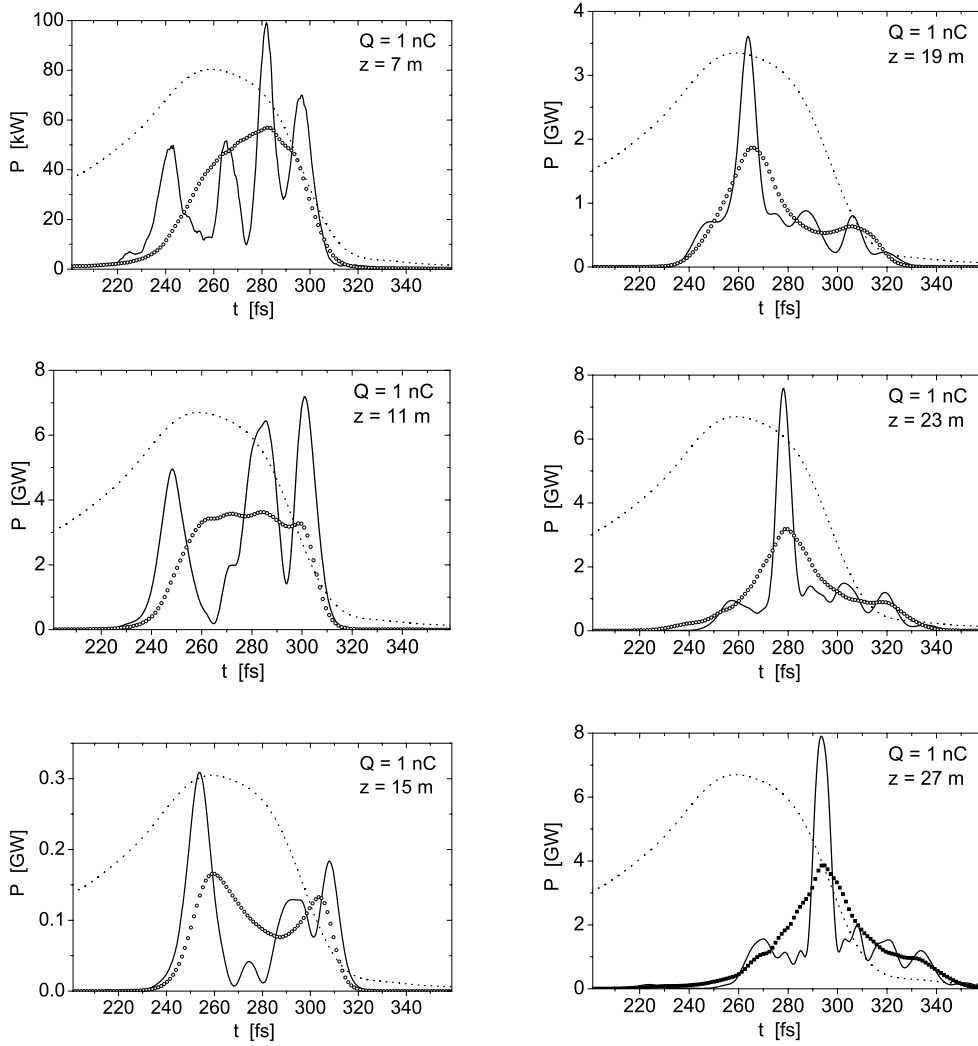 100
80
60
40
20
0
P [kW]
Q = 1 nC
z = 7 m
220 240 260 280 300 320 340
t [fs]
4
3
2
1
0
P [GW]
Q = 1 nC
z = 19 m
220 240 260 280 300 320 340
t [fs]
8
6
4
2
0
P [GW]
Q = 1 nC
z = 11 m
220 240 260 280 300 320 340
t [fs]
8
6
4
2
0
P [GW]
Q = 1 nC
z = 23 m
220 240 260 280 300 320 340
t [fs]
0.3
0.2
0.1
0.0
P [GW]
Q = 1 nC
z = 15 m
220 240 260 280 300 320 340
t [fs]
8
6
4
2
0
P [GW]
Q = 1 nC
z = 27 m
220 240 260 280 300 320 340
t [fs]